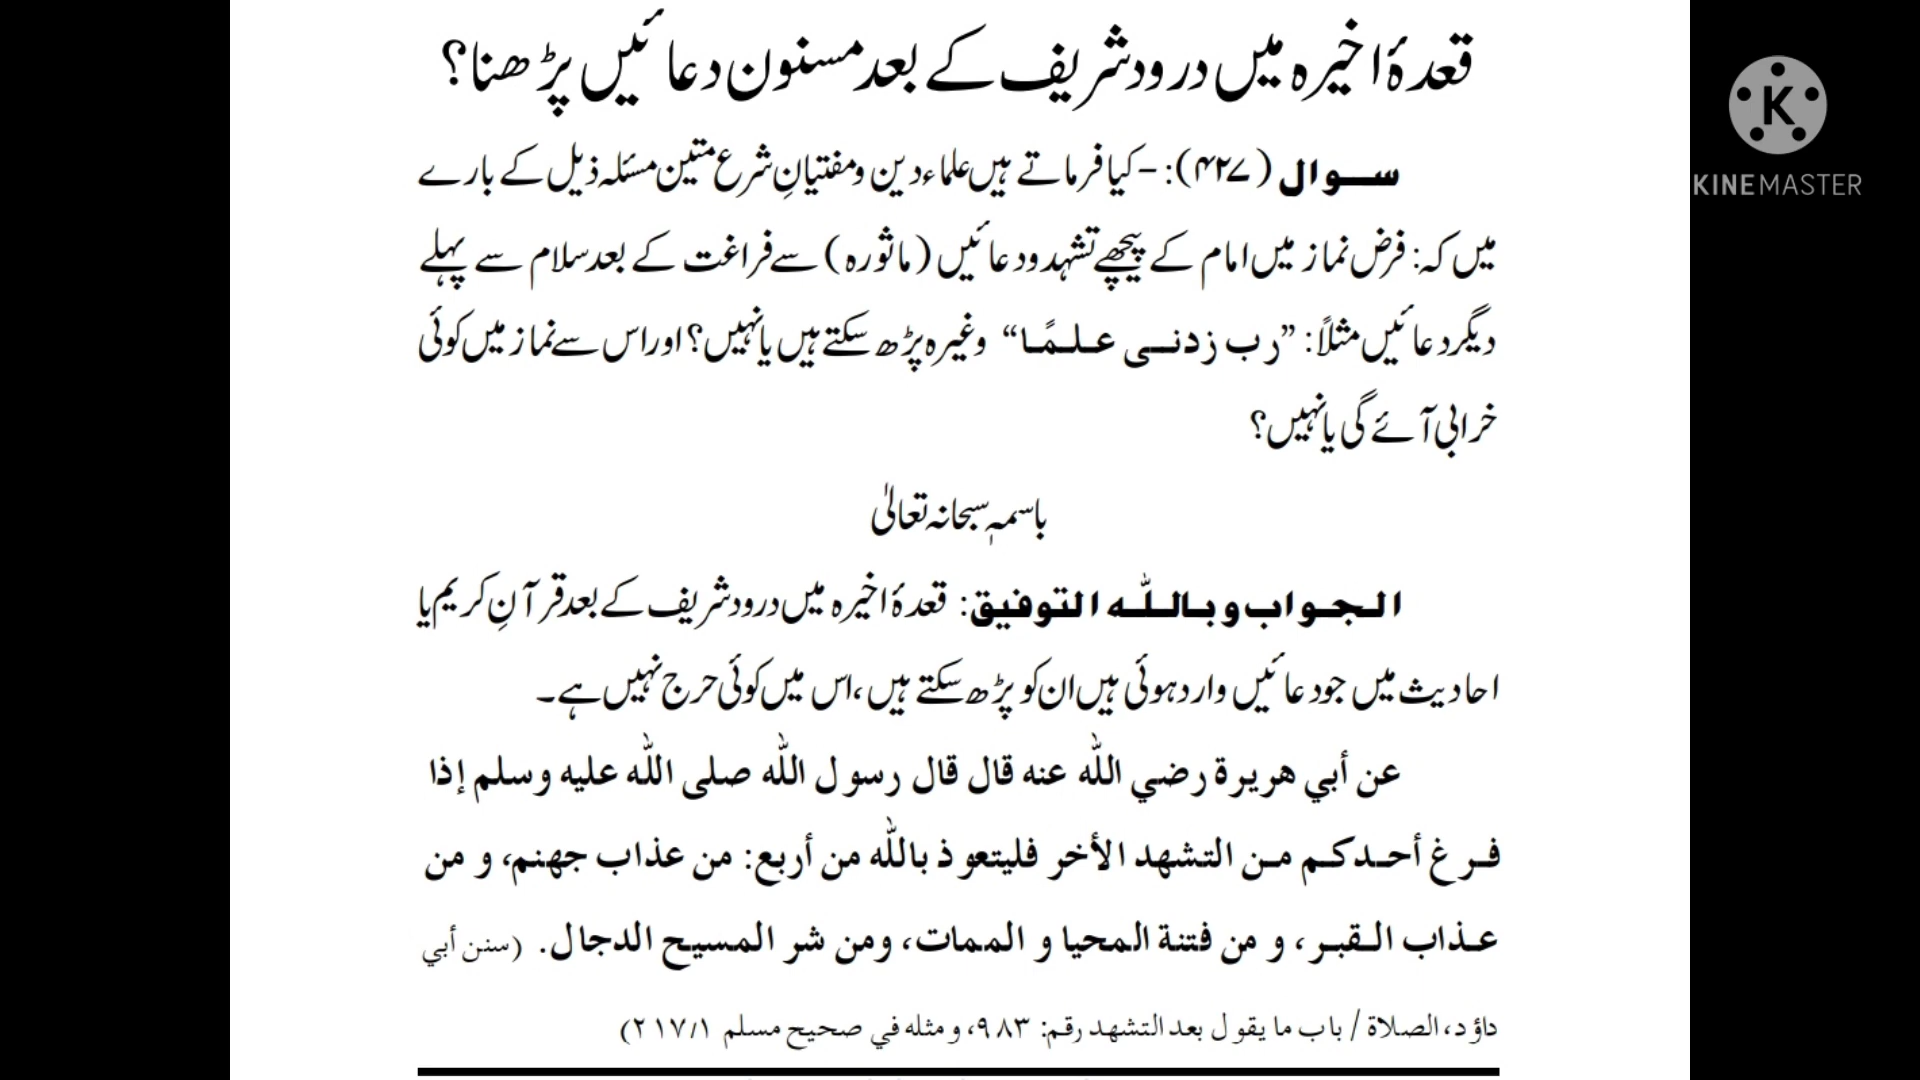 قعدۂ اخیرہ میں درود شریف کے بعد مسنون دعائیں پڑھنا؟
سوال (۴۲۷):- کیا فرماتے ہیں علماء دین ومفتیانِ شرع متین مسئلہ ذیل کے بارے
میں کہ: فرض نماز میں امام کے پیچھے تشہد ودعائیں (ماثورہ) سے فراغت کے بعد سلام سے پہلے
دیگر دعائیں مثلاً: ”رب زدنی علمًا“ وغیرہ پڑھ سکتے ہیں یا نہیں؟ اور اس سے نماز میں کوئی
خرابی آئے گی یا نہیں؟
باسمہٖ سبحانہ تعالیٰ
الجواب وباللہ التوفیق: قعدۂ اخیرہ میں درود شریف کے بعد قرآنِ کریم یا
احادیث میں جو دعائیں وارد ہوئی ہیں ان کو پڑھ سکتے ہیں، اس میں کوئی حرج نہیں ہے۔
عن أبي هريرة رضي الله عنه قال قال رسول الله صلى الله عليه وسلم إذا
فرغ أحدكم من التشهد الأخر فليتعوذ بالله من أربع: من عذاب جهنم، و من
عذاب القبر، و من فتنة المحيا و الممات، ومن شر المسيح الدجال. (سنن أبي
داؤد، الصلاة / باب ما يقول بعد التشهد رقم: ٩٨٣، و مثله في صحيح مسلم ٢١٧/١)
K
KINEMASTER